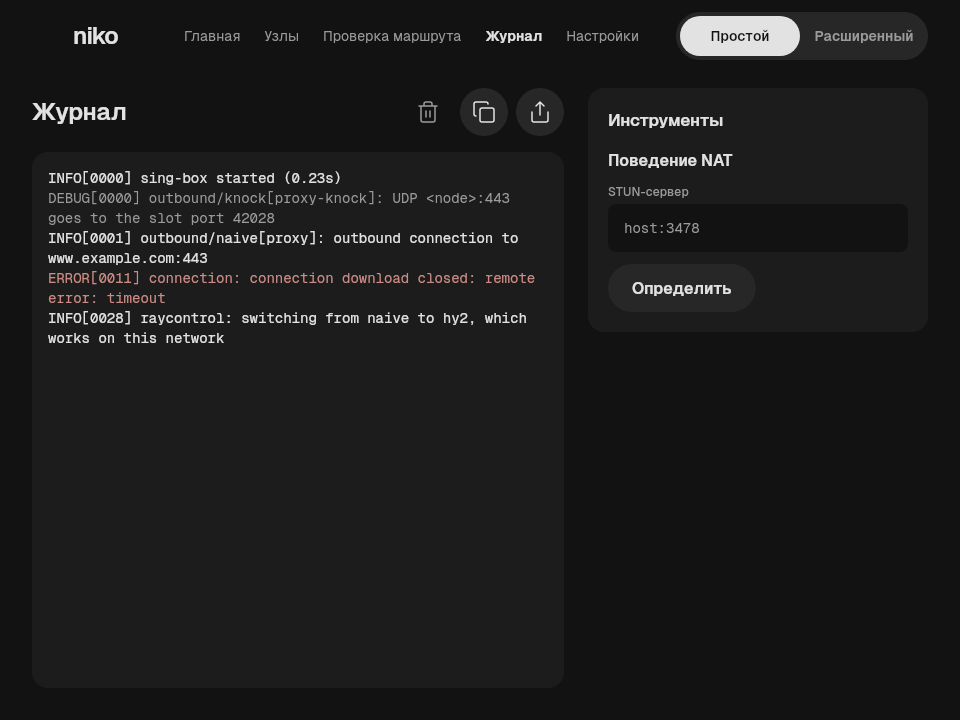 niko
Главная
Узлы
Проверка маршрута
Журнал
Настройки
Простой
Расширенный
Журнал
INFO[0000] sing-box started (0.23s)
DEBUG[0000] outbound/knock[proxy-knock]: UDP <node>:443
goes to the slot port 42028
INFO[0001] outbound/naive[proxy]: outbound connection to
www.example.com:443
ERROR[0011] connection: connection download closed: remote
error: timeout
INFO[0028] raycontrol: switching from naive to hy2, which
works on this network
Инструменты
Поведение NAT
STUN-сервер
host:3478
Определить